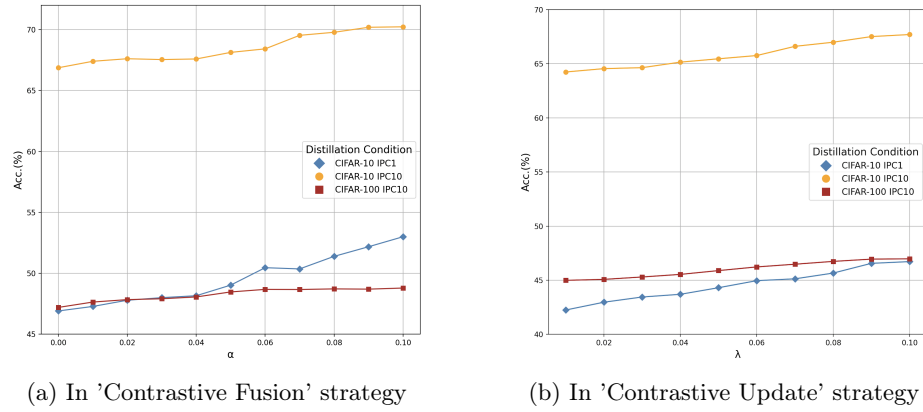 70
65
60
55
50
45
Acc.(%)
Distillation Condition
CIFAR-10 IPC1
CIFAR-10 IPC10
CIFAR-100 IPC10
0.00 0.02 0.04 0.06 0.08 0.10
α
(a) In ’Contrastive Fusion’ strategy
70
65
60
55
50
45
40
Acc.(%)
Distillation Condition
CIFAR-10 IPC1
CIFAR-10 IPC10
CIFAR-100 IPC10
0.02 0.04 0.06 0.08 0.10
λ
(b) In ’Contrastive Update’ strategy